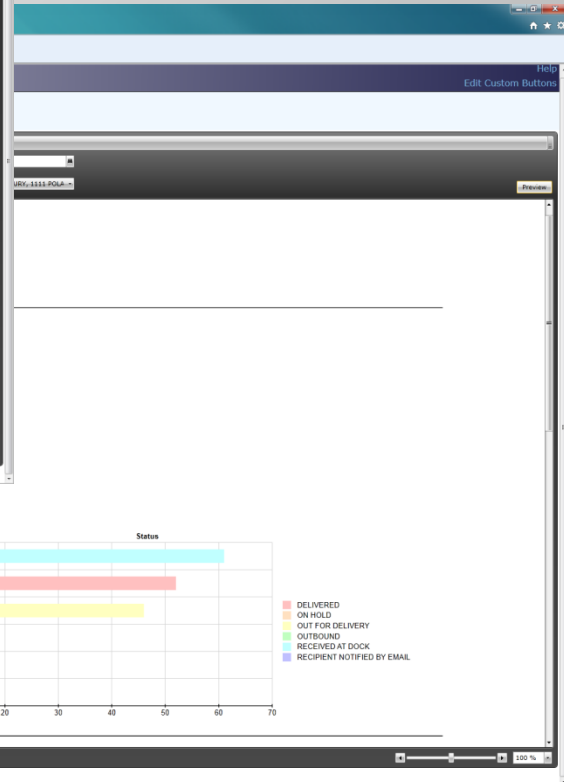 Help
Edit Custom Buttons
URY, 1111 POLA
Preview
Status
DELIVERED
ON HOLD
OUT FOR DELIVERY
OUTBOUND
RECEIVED AT DOCK
RECIPIENT NOTIFIED BY EMAIL
20 30 40 50 60 70
100 %